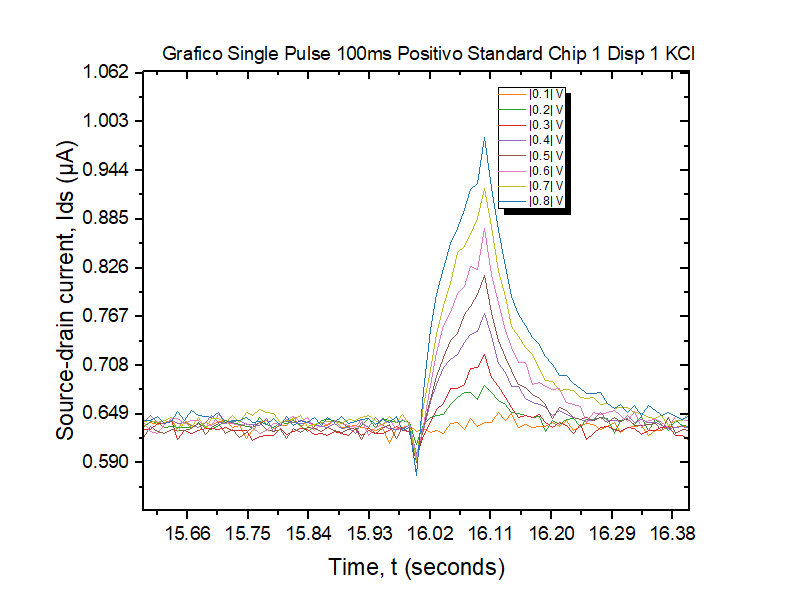 Grafico Single Pulse 100ms Positivo Standard Chip 1 Disp 1 KCl
1.062
1.003
0.944
0.885
0.826
0.767
0.708
0.649
0.590
Source-drain current, Ids (µA)
|0.1| V
|0.2| V
|0.3| V
|0.4| V
|0.5| V
|0.6| V
|0.7| V
|0.8| V
15.66 15.75 15.84 15.93 16.02 16.11 16.20 16.29 16.38
Time, t (seconds)